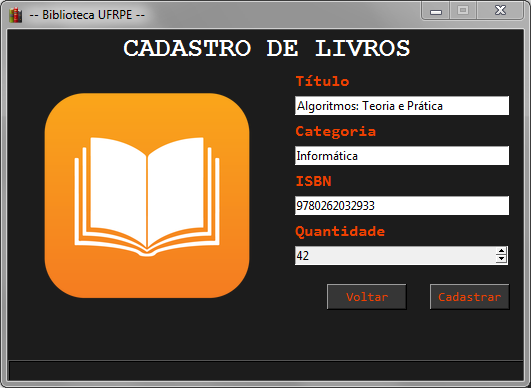 -- Biblioteca UFRPE --
CADASTRO DE LIVROS
Título
Algoritmos: Teoria e Prática
Categoria
Informática
ISBN
9780262032933
Quantidade
42
Voltar Cadastrar